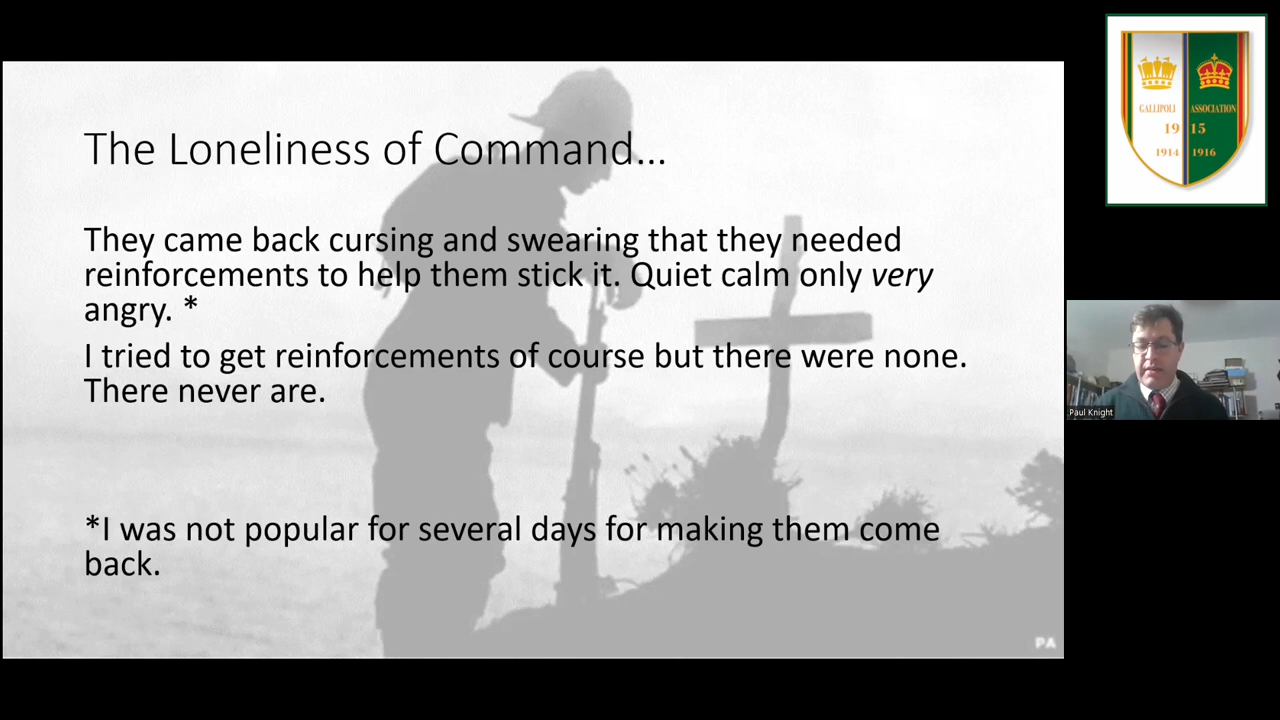 The Loneliness of Command...
They came back cursing and swearing that they needed
reinforcements to help them stick it. Quiet calm only very
angry. *
I tried to get reinforcements of course but there were none.
There never are.
*I was not popular for several days for making them come
back.
PA
GALLIPOLI ASSOCIATION
19 15
1914 1916
Paul Knight